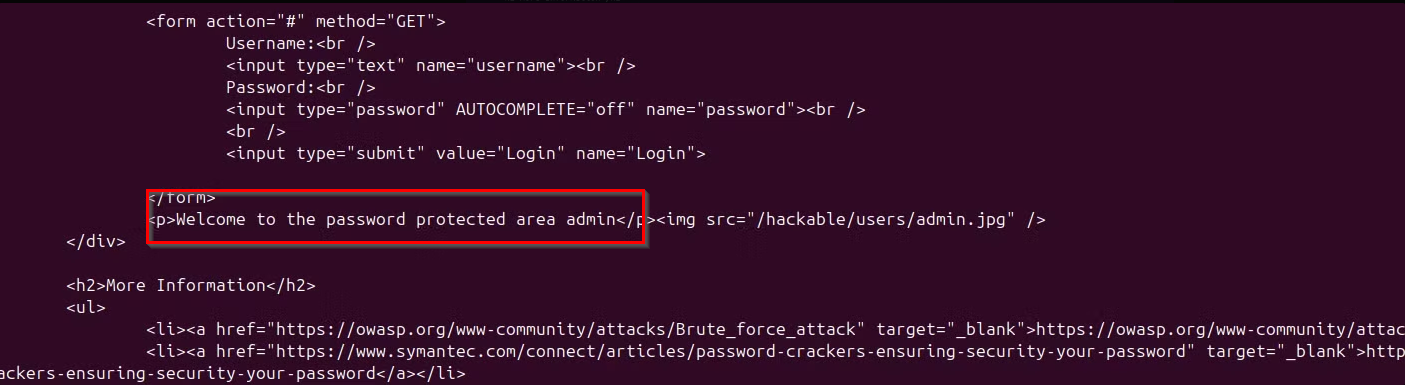 <form action="#" method="GET">
Username:<br />
<input type="text" name="username"><br />
Password:<br />
<input type="password" AUTOCOMPLETE="off" name="password"><br />
<br />
<input type="submit" value="Login" name="Login">
</form>
<p>Welcome to the password protected area admin</p><img src="/hackable/users/admin.jpg" />
</div>
<h2>More Information</h2>
<ul>
<li><a href="https://owasp.org/www-community/attacks/Brute_force_attack" target="_blank">https://owasp.org/www-community/attac
<li><a href="https://www.symantec.com/connect/articles/password-crackers-ensuring-security-your-password" target="_blank">http
ackers-ensuring-security-your-password</a></li>